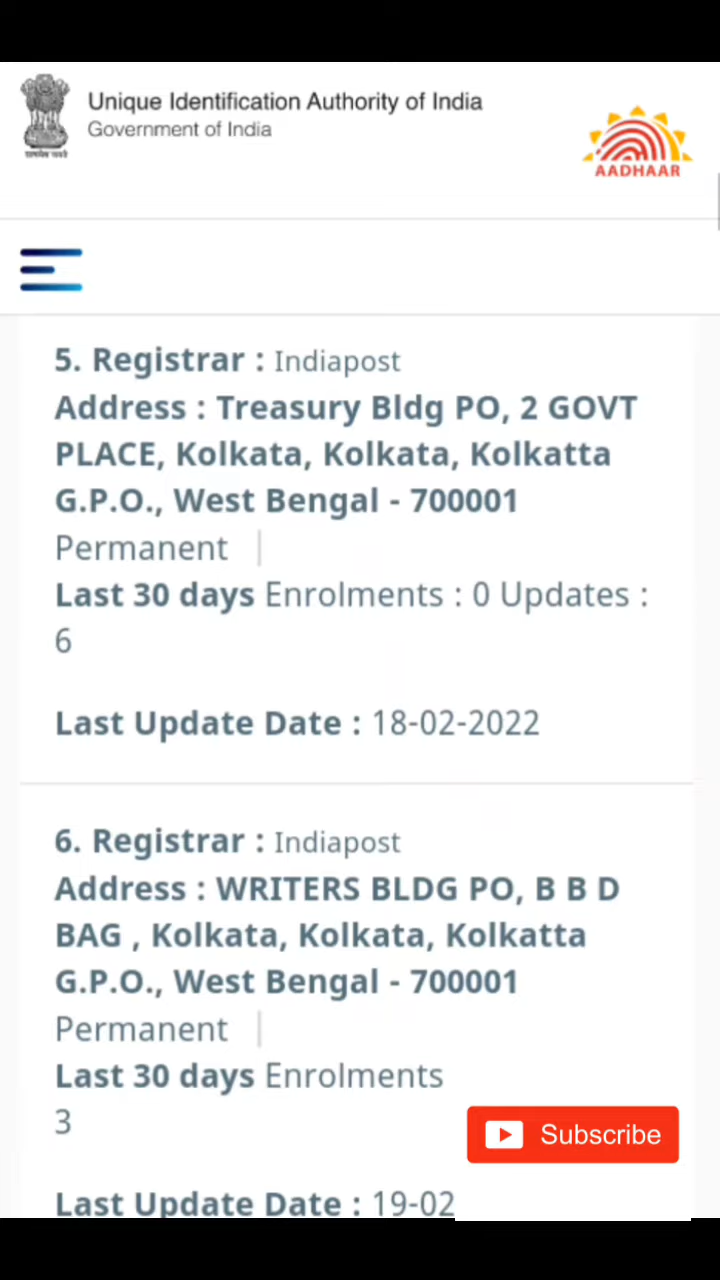 Unique Identification Authority of India
Government of India
AADHAAR
5. Registrar : Indiapost
Address : Treasury Bldg PO, 2 GOVT
PLACE, Kolkata, Kolkata, Kolkatta
G.P.O., West Bengal - 700001
Permanent |
Last 30 days Enrolments : 0 Updates :
6
Last Update Date : 18-02-2022
6. Registrar : Indiapost
Address : WRITERS BLDG PO, B B D
BAG , Kolkata, Kolkata, Kolkatta
G.P.O., West Bengal - 700001
Permanent |
Last 30 days Enrolments
3
Subscribe
Last Update Date : 19-02